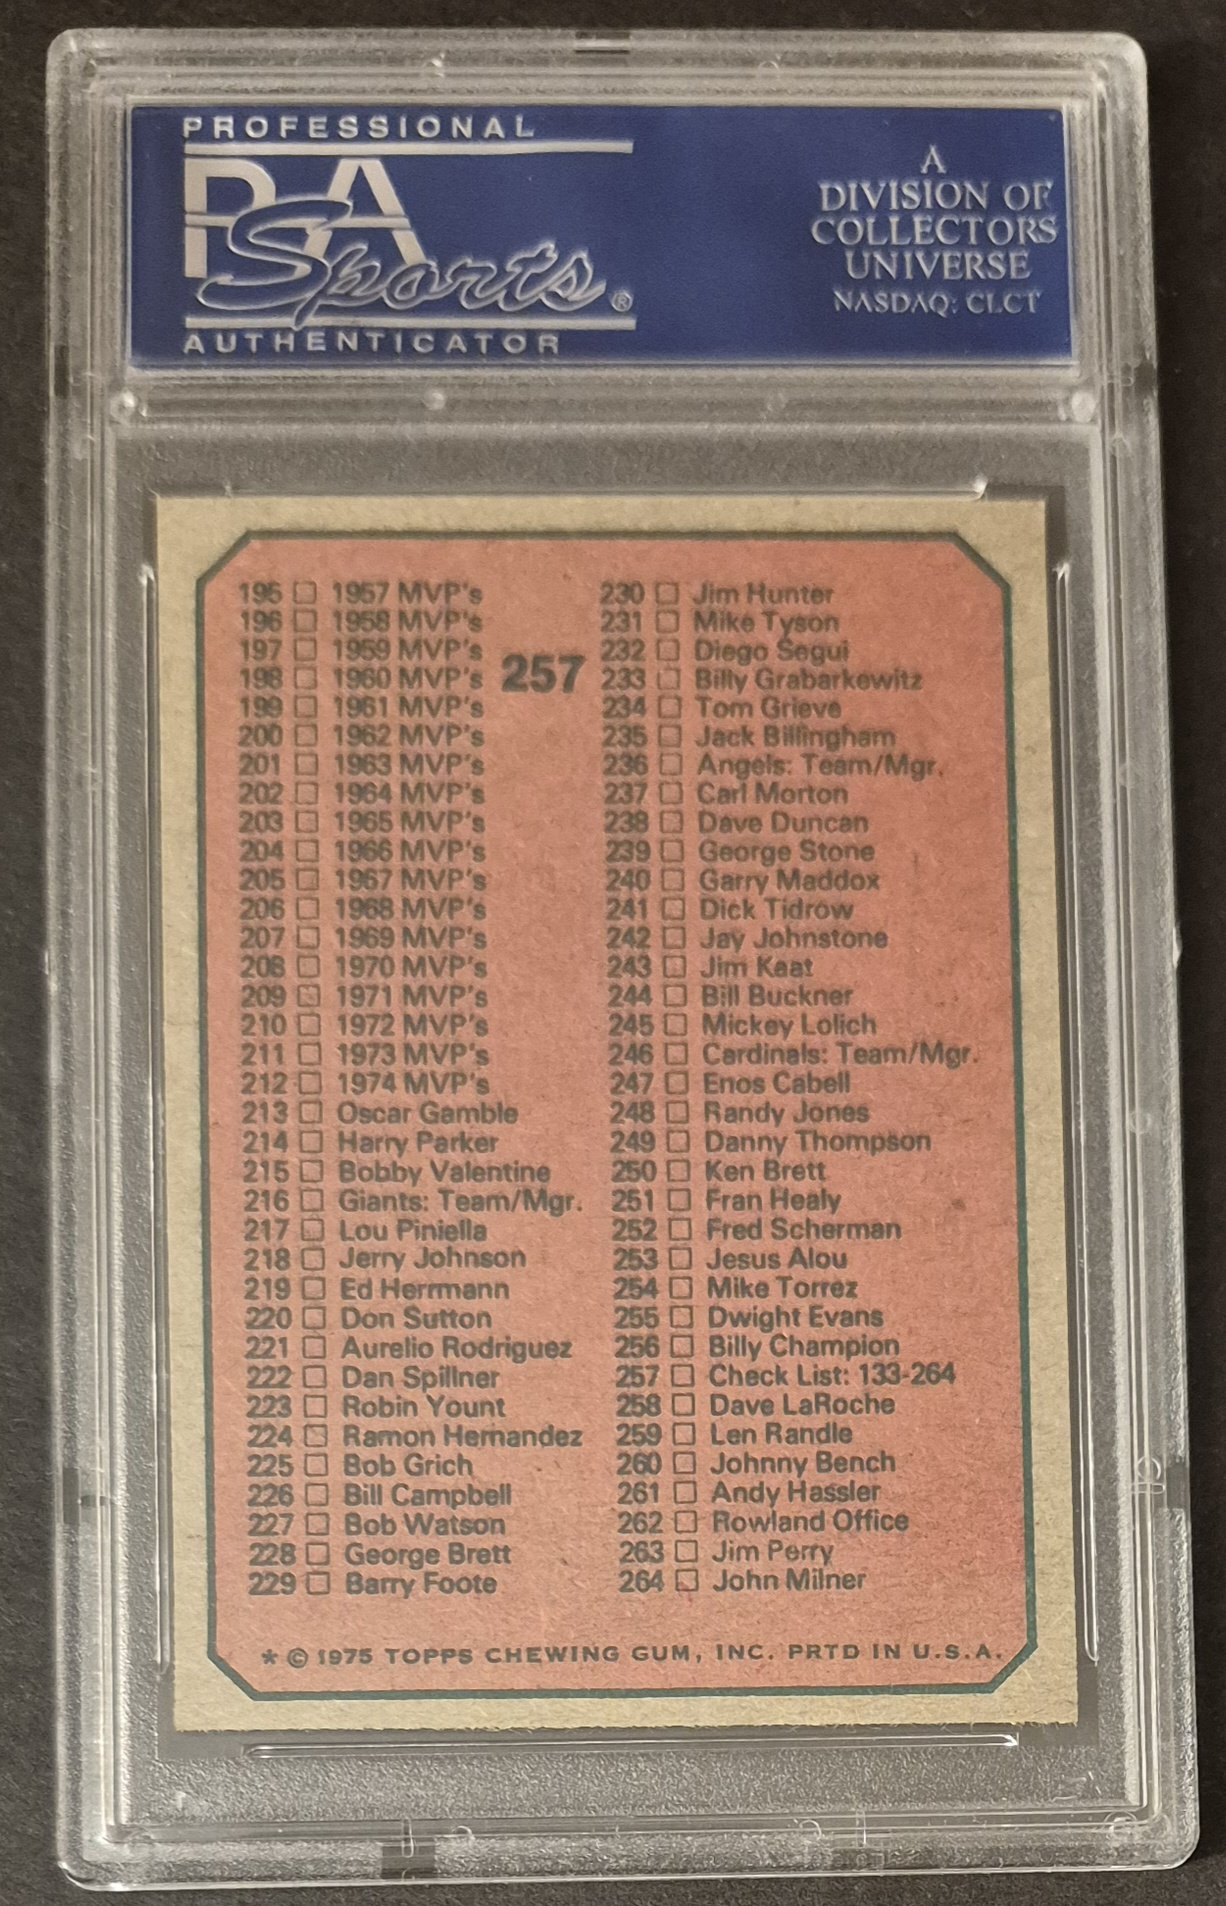 PROFESSIONAL
PSA
Sports®
AUTHENTICATOR
A
DIVISION OF
COLLECTORS
UNIVERSE
NASDAQ: CLCT
195 1957 MVP's
196 1958 MVP's
197 1959 MVP's
198 1960 MVP's
199 1961 MVP's
200 1962 MVP's
201 1963 MVP's
202 1964 MVP's
203 1965 MVP's
204 1966 MVP's
205 1967 MVP's
206 1968 MVP's
207 1969 MVP's
208 1970 MVP's
209 1971 MVP's
210 1972 MVP's
211 1973 MVP's
212 1974 MVP's
213 Oscar Gamble
214 Harry Parker
215 Bobby Valentine
216 Giants: Team/Mgr.
217 Lou Piniella
218 Jerry Johnson
219 Ed Herrmann
220 Don Sutton
221 Aurelio Rodriguez
222 Dan Spillner
223 Robin Yount
224 Ramon Hernandez
225 Bob Grich
226 Bill Campbell
227 Bob Watson
228 George Brett
229 Barry Foote
257
230 Jim Hunter
231 Mike Tyson
232 Diego Segui
233 Billy Grabarkewitz
234 Tom Grieve
235 Jack Billingham
236 Angels: Team/Mgr.
237 Carl Morton
238 Dave Duncan
239 George Stone
240 Garry Maddox
241 Dick Tidrow
242 Jay Johnstone
243 Jim Kaat
244 Bill Buckner
245 Mickey Lolich
246 Cardinals: Team/Mgr.
247 Enos Cabell
248 Randy Jones
249 Danny Thompson
250 Ken Brett
251 Fran Healy
252 Fred Scherman
253 Jesus Alou
254 Mike Torrez
255 Dwight Evans
256 Billy Champion
257 Check List: 133-264
258 Dave LaRoche
259 Len Randle
260 Johnny Bench
261 Andy Hassler
262 Rowland Office
263 Jim Perry
264 John Milner
* © 1975 TOPPS CHEWING GUM, INC. PRTD IN U.S.A.